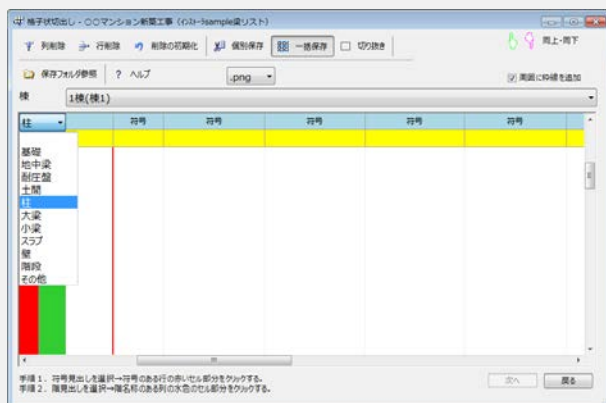 格子状切出し - 〇〇マンション新築工事 (ｲﾝｽﾄｰﾗsample梁リスト)
列削除 行削除 削除の初期化 個別保存 一括保存 切り抜き 両上-両下
保存フォルダ参照 ? ヘルプ .png 周囲に枠線を追加
棟 1棟(棟1)
柱 符号 符号 符号 符号 符号
基礎
地中梁
耐圧盤
土間
柱
大梁
小梁
スラブ
壁
階段
その他
手順１．符号見出しを選択→符号のある行の赤いセル部分をクリックする。
手順２．階見出しを選択→階名称のある列の水色のセル部分をクリックする。
次へ 戻る